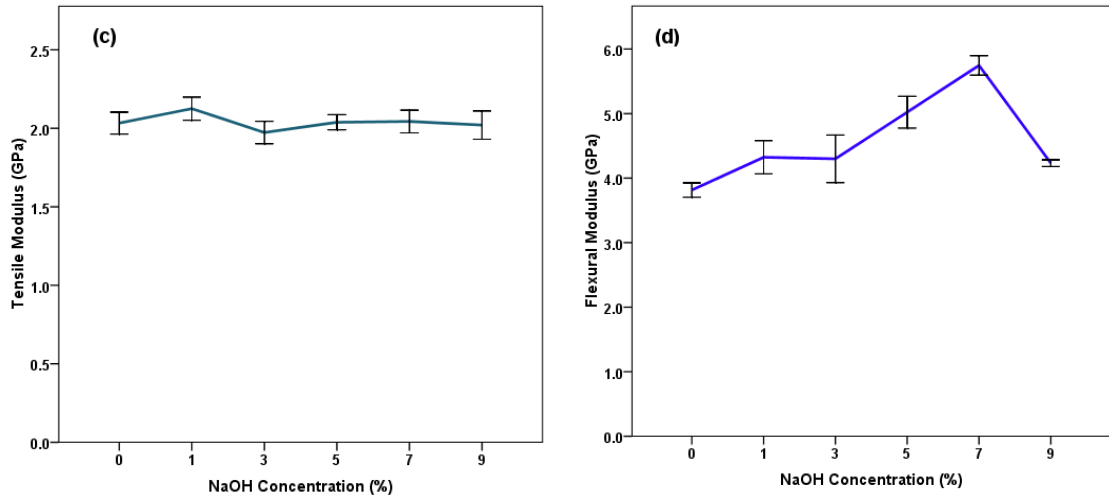 (c)
Tensile Modulus (GPa)
2.5
2.0
1.5
1.0
0.5
0.0
0 1 3 5 7 9
NaOH Concentration (%)
(d)
Flexural Modulus (GPa)
6.0
5.0
4.0
3.0
2.0
1.0
0.0
0 1 3 5 7 9
NaOH Concentration (%)